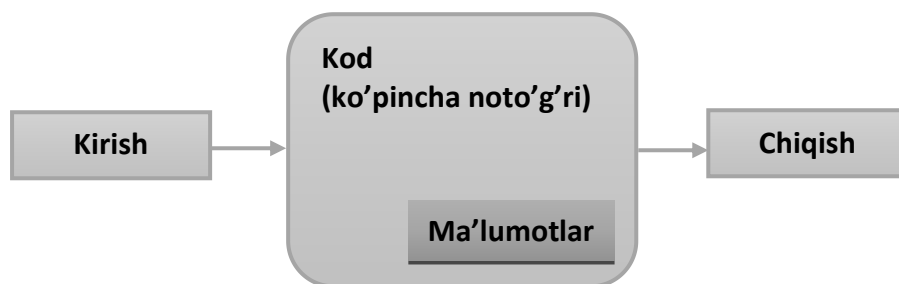 Kod
(ko’pincha noto’g’ri)
Kirish
Chiqish
Ma’lumotlar